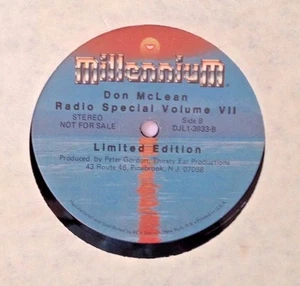 millennium
Don McLean
Radio Special Volume VII
STEREO
NOT FOR SALE
Side B
DJL1-3933-B
Limited Edition
Produced by Peter Gordon, Thirsty Ear Productions
43 Route 46, Pinebrook, N.J. 07058